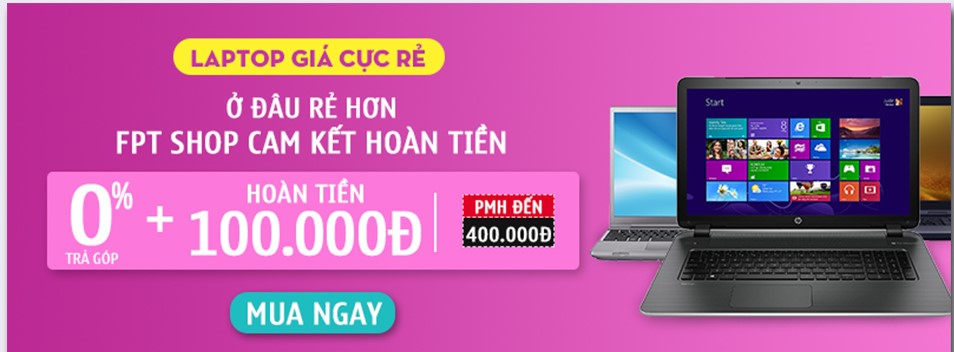 LAPTOP GIÁ CỰC RẺ
Ở ĐÂU RẺ HƠN
FPT SHOP CAM KẾT HOÀN TIỀN
0%
TRẢ GÓP
+
HOÀN TIỀN
100.000Đ
PMH ĐẾN
400.000Đ
MUA NGAY
Start
hp